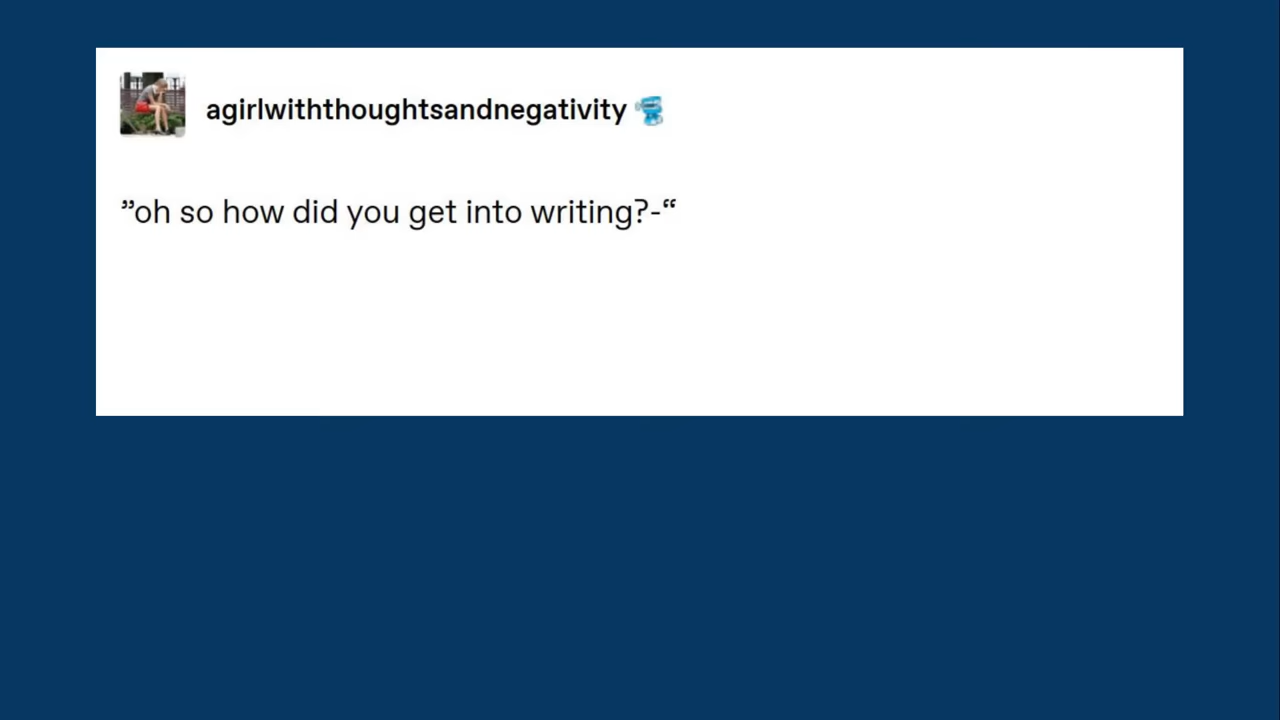 agirlwiththoughtsandnegativity
”oh so how did you get into writing?-“